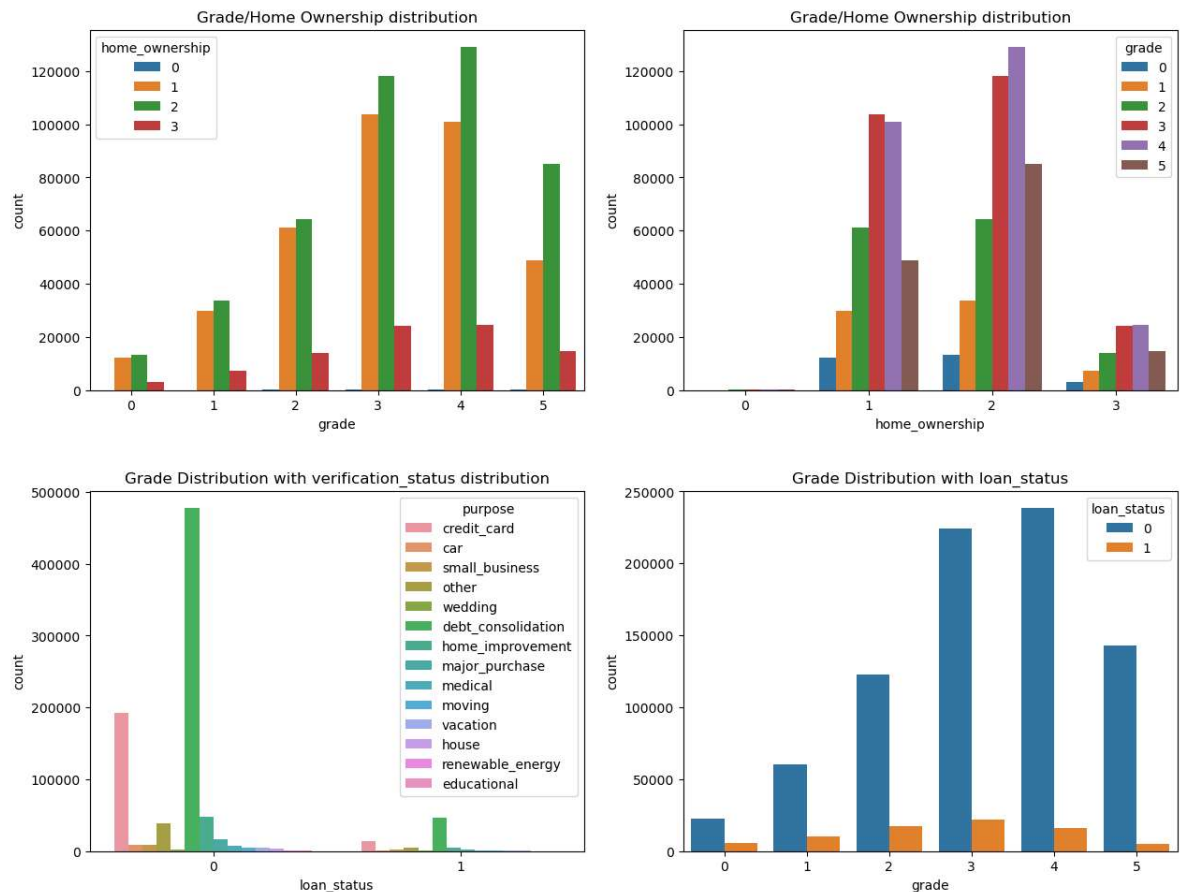 Grade/Home Ownership distribution
home_ownership
0
1
2
3
120000
100000
80000
60000
40000
20000
0
count
0 1 2 3 4 5
grade
Grade/Home Ownership distribution
grade
0
1
2
3
4
5
120000
100000
80000
60000
40000
20000
0
count
0 1 2 3
home_ownership
Grade Distribution with verification_status distribution
purpose
credit_card
car
small_business
other
wedding
debt_consolidation
home_improvement
major_purchase
medical
moving
vacation
house
renewable_energy
educational
500000
400000
300000
200000
100000
0
count
0 1
loan_status
Grade Distribution with loan_status
loan_status
0
1
250000
200000
150000
100000
50000
0
count
0 1 2 3 4 5
grade